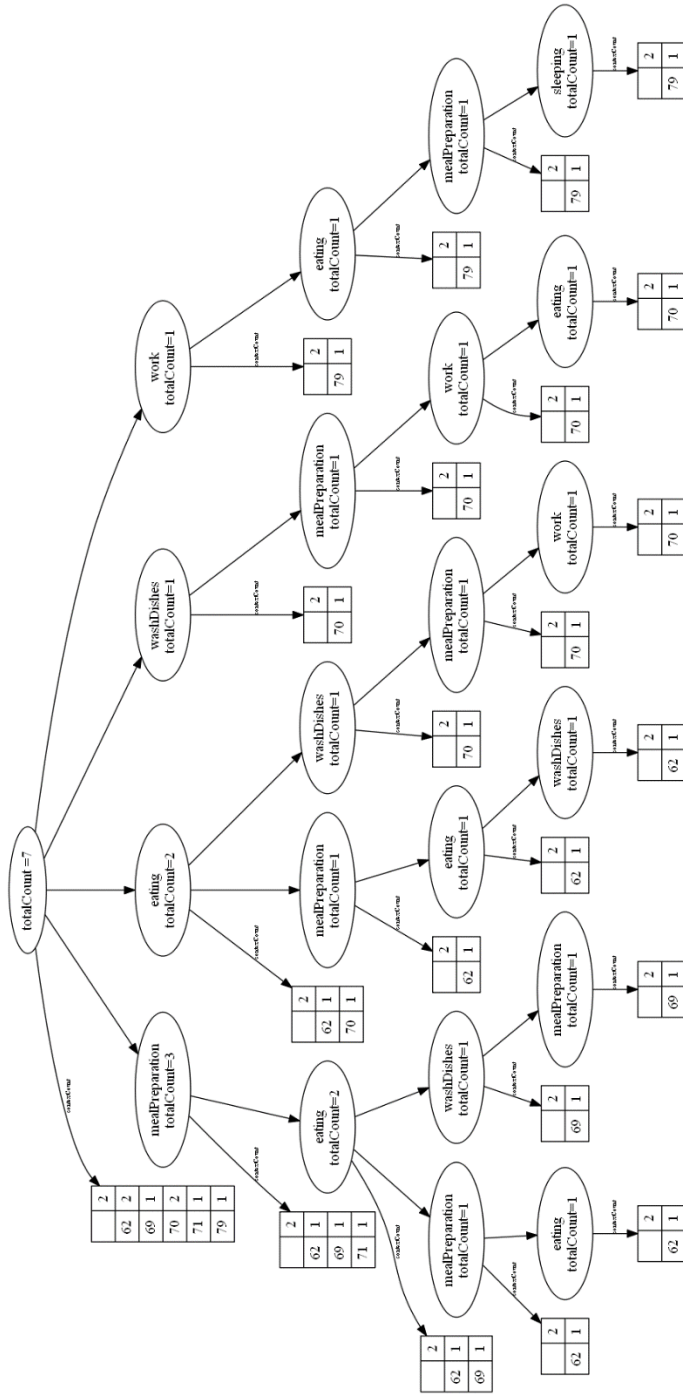 totalCount =7
2
62 2
69 1
70 2
71 1
79 1
mealPreparation
totalCount=3
eating
totalCount=2
washDishes
totalCount=1
work
totalCount=1
2
62 1
69 1
71 1
eating
totalCount=2
2
62 1
70 1
mealPreparation
totalCount=1
washDishes
totalCount=1
2
70 1
mealPreparation
totalCount=1
2
79 1
eating
totalCount=1
2
62 1
69 1
mealPreparation
totalCount=1
washDishes
totalCount=1
2
62 1
eating
totalCount=1
2
70 1
mealPreparation
totalCount=1
2
70 1
work
totalCount=1
2
79 1
mealPreparation
totalCount=1
2
62 1
eating
totalCount=1
2
69 1
mealPreparation
totalCount=1
2
62 1
washDishes
totalCount=1
2
70 1
work
totalCount=1
2
70 1
eating
totalCount=1
2
79 1
sleeping
totalCount=1
2
62 1
2
69 1
2
62 1
2
70 1
2
70 1
2
79 1